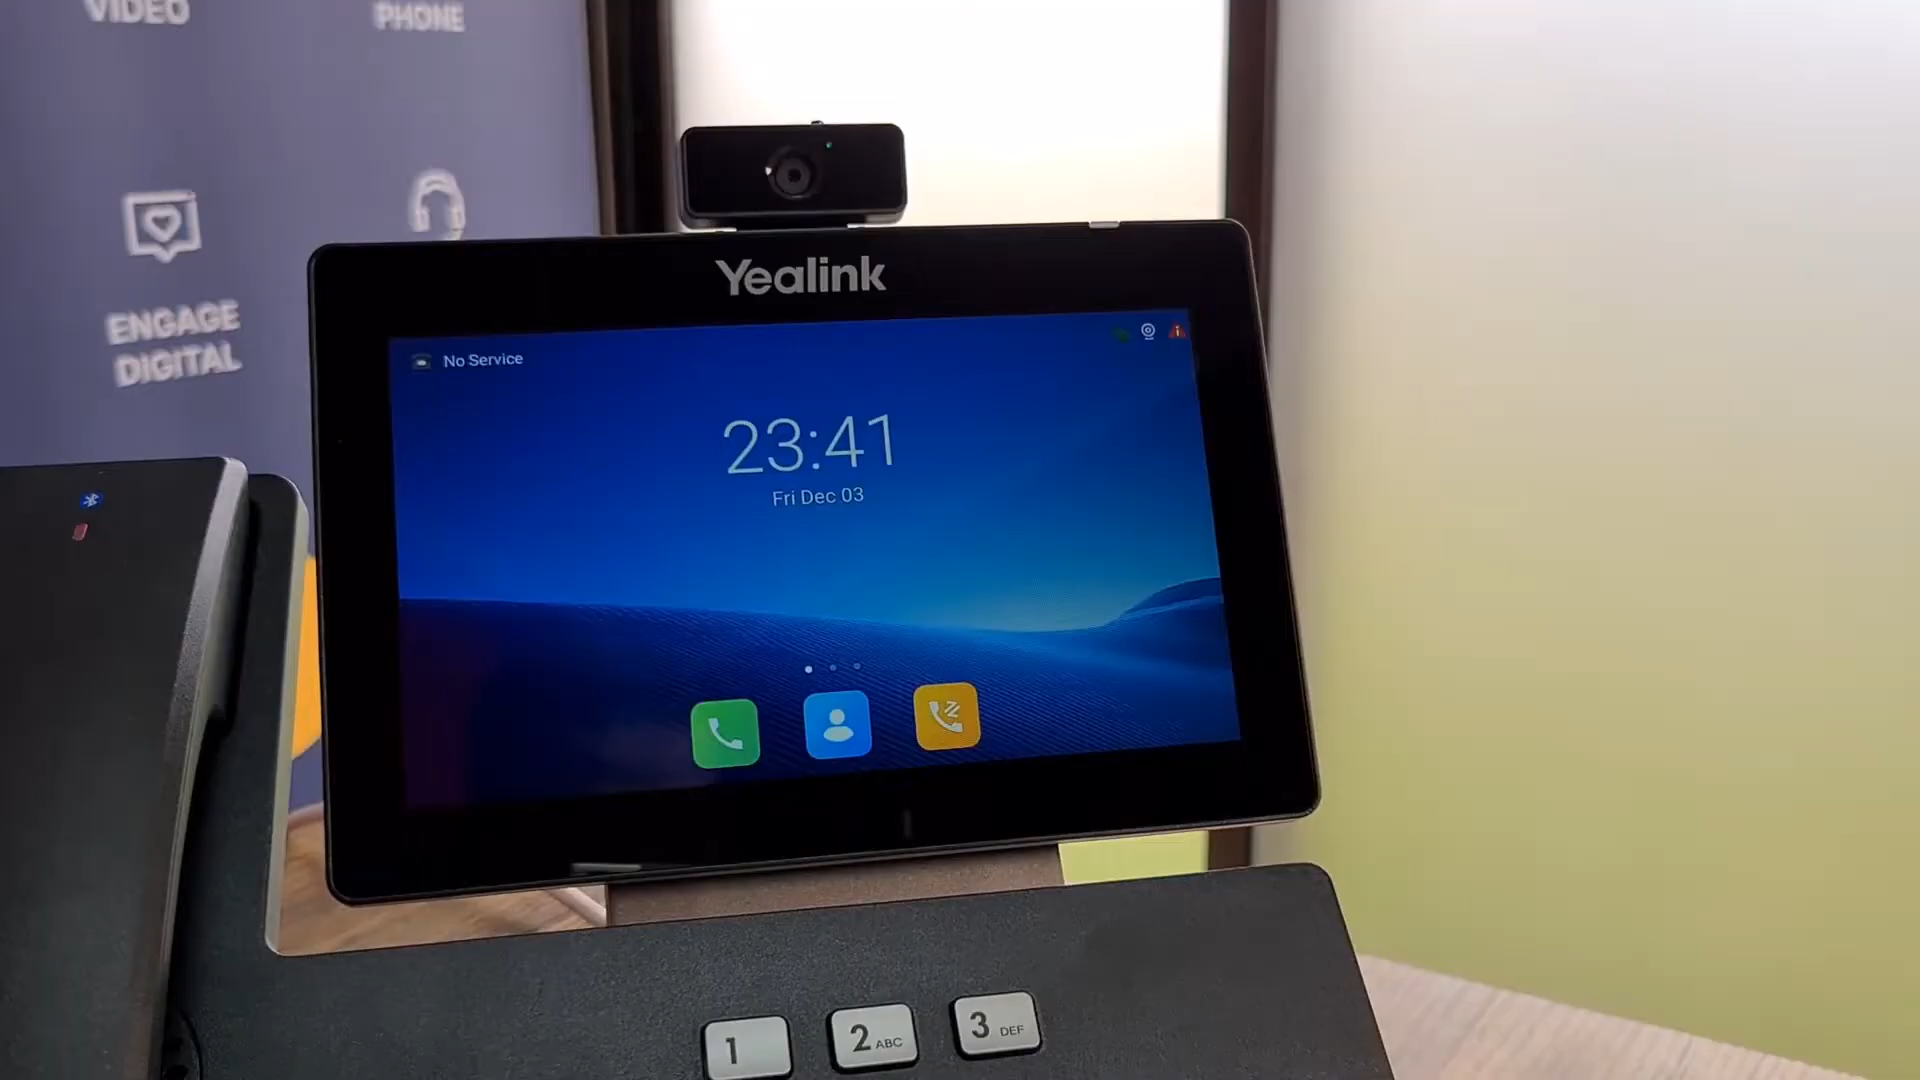 VIDEO
PHONE
ENGAGE
DIGITAL
Yealink
No Service
23:41
Fri Dec 03
1
2 ABC
3 DEF